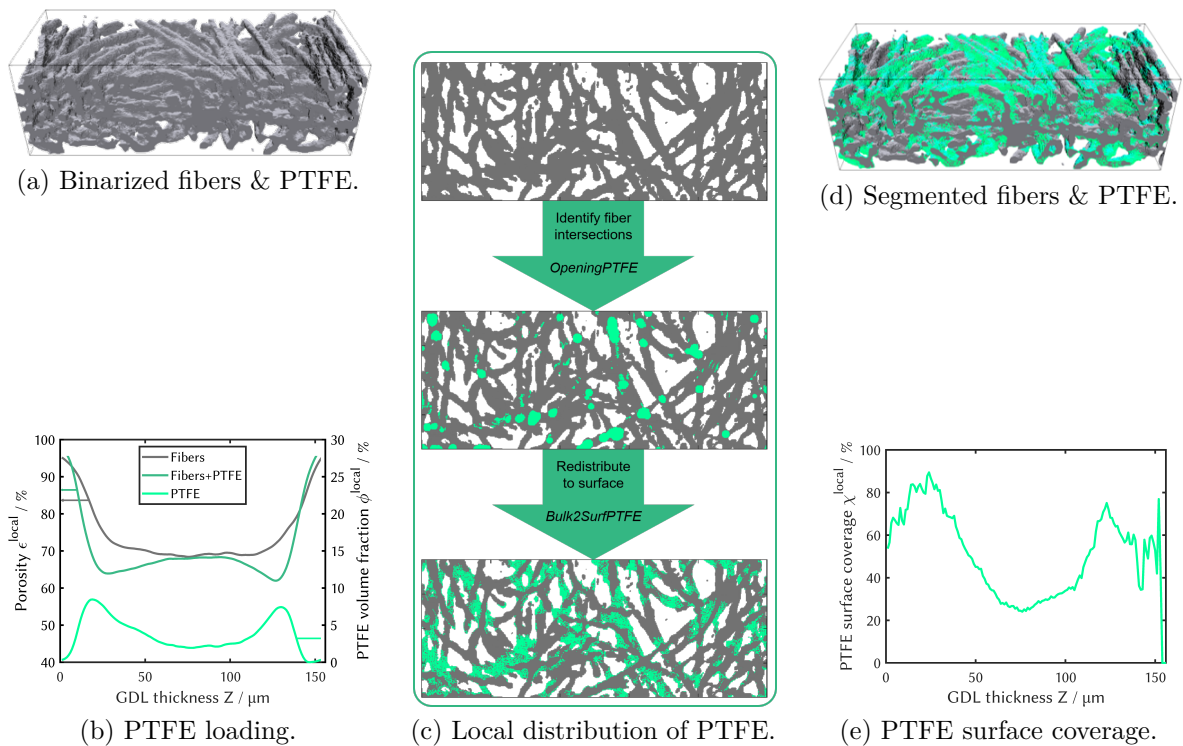 (a) Binarized fibers & PTFE.
Identify fiber
intersections
OpeningPTFE
Redistribute
to surface
Bulk2SurfPTFE
(d) Segmented fibers & PTFE.
100
90
80
70
60
50
40
Porosity ϵ^local / %
30
25
20
15
10
5
0
PTFE volume fraction ϕ^local / %
Fibers
Fibers+PTFE
PTFE
0
50
100
150
GDL thickness Z / µm
(b) PTFE loading.
(c) Local distribution of PTFE.
100
80
60
40
20
0
PTFE surface coverage χ^local / %
0
50
100
150
GDL thickness Z / µm
(e) PTFE surface coverage.